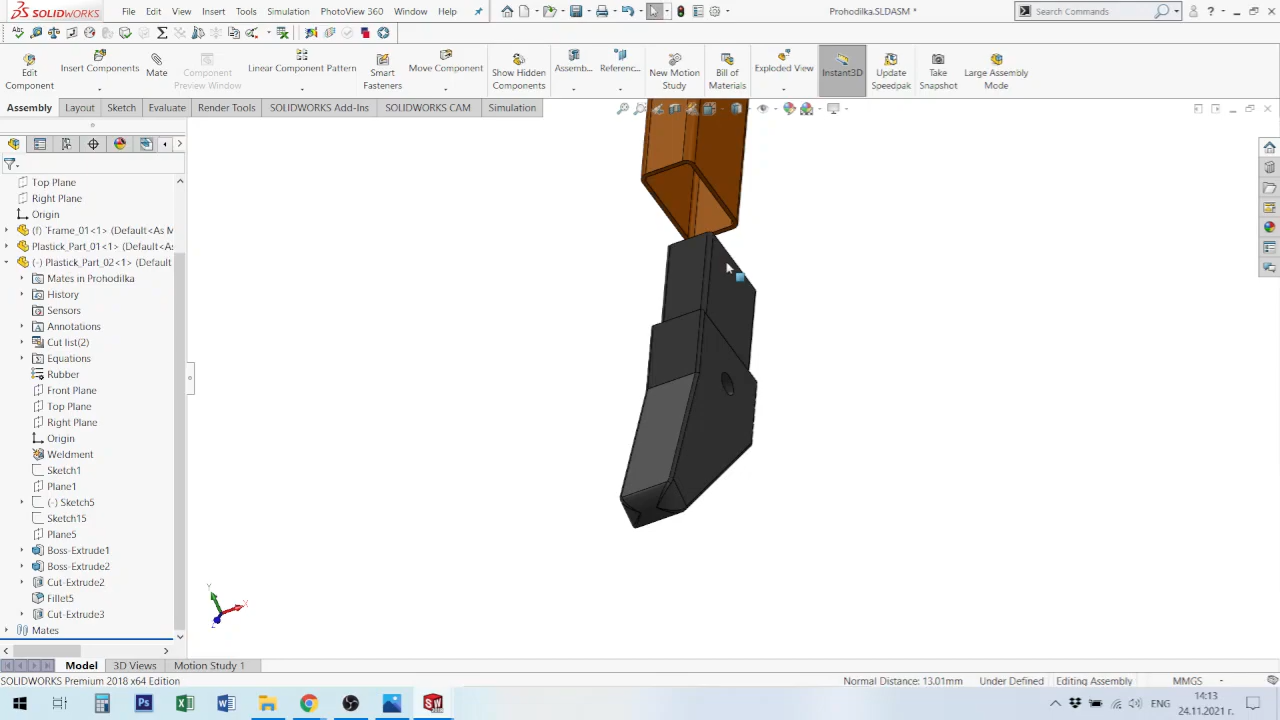 SOLIDWORKS File Edit View Insert Tools Simulation PhotoView 360 Window Help Prohodilka.SLDASM * Search Commands
Edit Component
Insert Components
Mate
Component Preview Window
Linear Component Pattern
Smart Fasteners
Move Component
Show Hidden Components
Assemb...
Referenc...
New Motion Study
Bill of Materials
Exploded View
Instant3D
Update Speedpak
Take Snapshot
Large Assembly Mode
Assembly Layout Sketch Evaluate Render Tools SOLIDWORKS Add-Ins SOLIDWORKS CAM Simulation
Top Plane
Right Plane
Origin
(f) Frame_01<1> (Default<As M
Plastick_Part_01<1> (Default<As
(-) Plastick_Part_02<1> (Default
Mates in Prohodilka
History
Sensors
Annotations
Cut list(2)
Equations
Rubber
Front Plane
Top Plane
Right Plane
Origin
Weldment
Sketch1
Plane1
(-) Sketch5
Sketch15
Plane5
Boss-Extrude1
Boss-Extrude2
Cut-Extrude2
Fillet5
Cut-Extrude3
Mates
Y
X
Z
Model 3D Views Motion Study 1
SOLIDWORKS Premium 2018 x64 Edition Normal Distance: 13.01mm Under Defined Editing Assembly MMGS
ENG 14:13
24.11.2021 г.